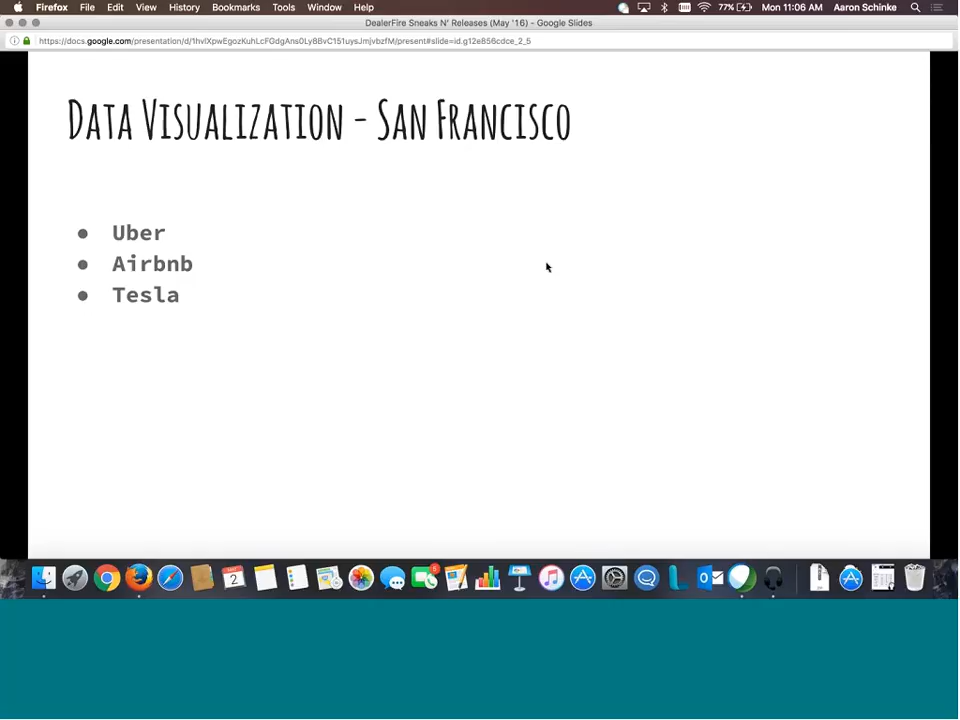 Firefox File Edit View History Bookmarks Tools Window Help 77% Mon 11:06 AM Aaron Schinke
DealerFire Sneaks N' Releases (May '16) - Google Slides
Data Visualization - San Francisco
● Uber
● Airbnb
● Tesla
2